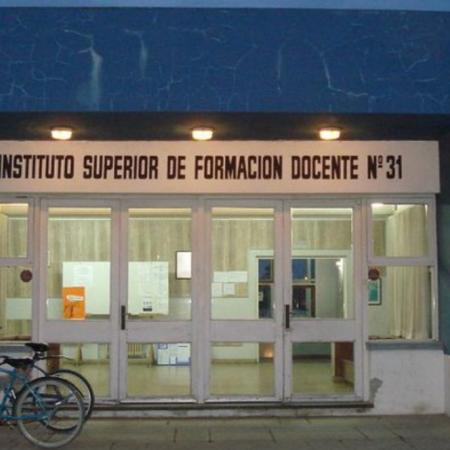 INSTITUTO SUPERIOR DE FORMACION DOCENTE Nº 31